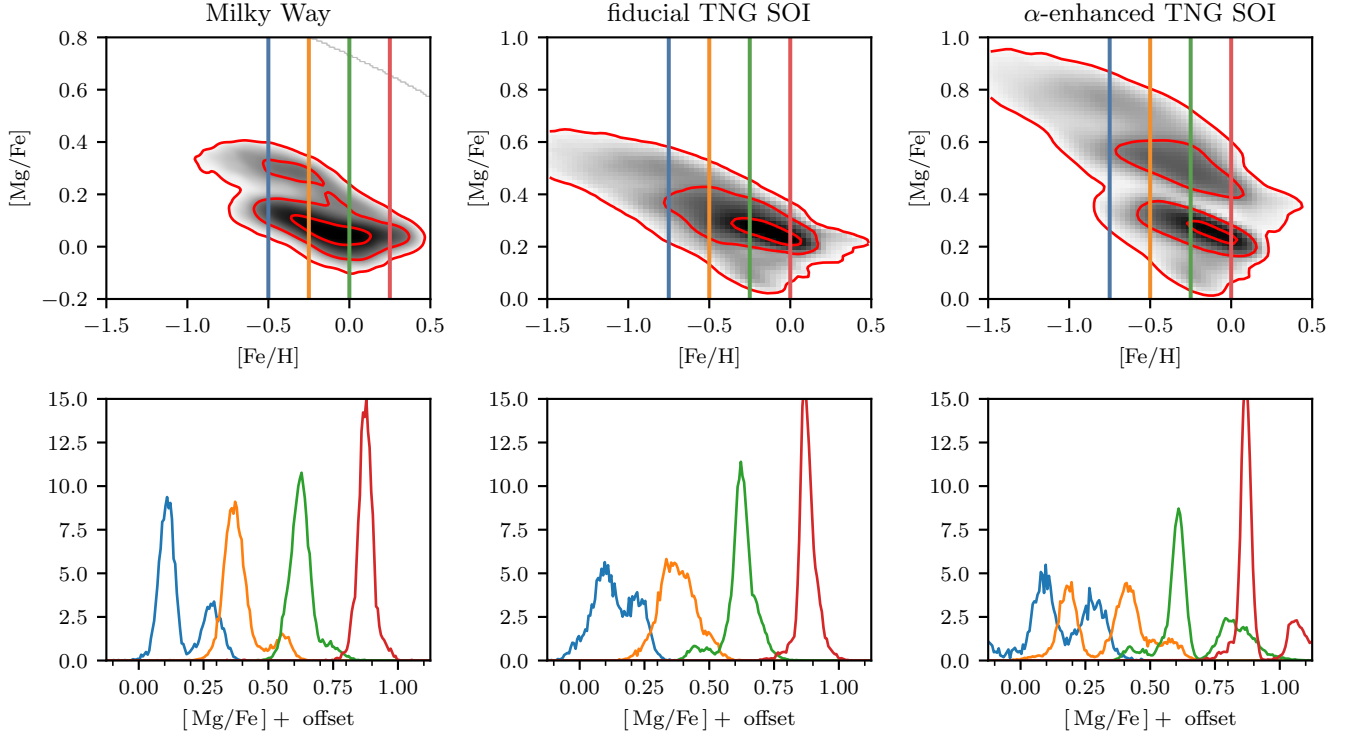 Milky Way
fiducial TNG SOI
α-enhanced TNG SOI
[Mg/Fe]
0.8
0.6
0.4
0.2
0.0
−0.2
−1.5 −1.0 −0.5 0.0 0.5
[Fe/H]
[Mg/Fe]
1.0
0.8
0.6
0.4
0.2
0.0
−1.5 −1.0 −0.5 0.0 0.5
[Fe/H]
[Mg/Fe]
1.0
0.8
0.6
0.4
0.2
0.0
−1.5 −1.0 −0.5 0.0 0.5
[Fe/H]
15.0
12.5
10.0
7.5
5.0
2.5
0.0
0.00 0.25 0.50 0.75 1.00
[Mg/Fe] + offset
15.0
12.5
10.0
7.5
5.0
2.5
0.0
0.00 0.25 0.50 0.75 1.00
[Mg/Fe] + offset
15.0
12.5
10.0
7.5
5.0
2.5
0.0
0.00 0.25 0.50 0.75 1.00
[Mg/Fe] + offset